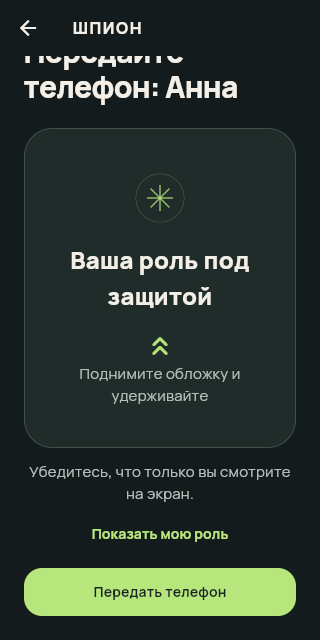 ШПИОН
Передайте
телефон: Анна
Ваша роль под
защитой
Поднимите обложку и
удерживайте
Убедитесь, что только вы смотрите
на экран.
Показать мою роль
Передать телефон